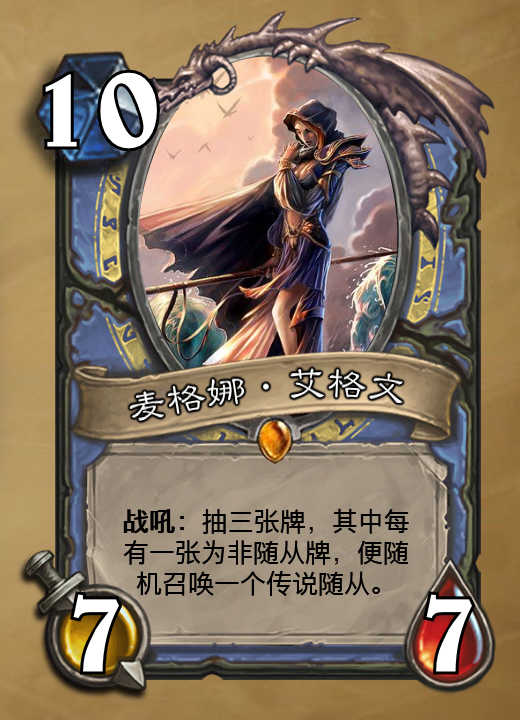 10
麦格娜·艾格文
战吼：抽三张牌，其中每
有一张为非随从牌，便随
机召唤一个传说随从。
7
7